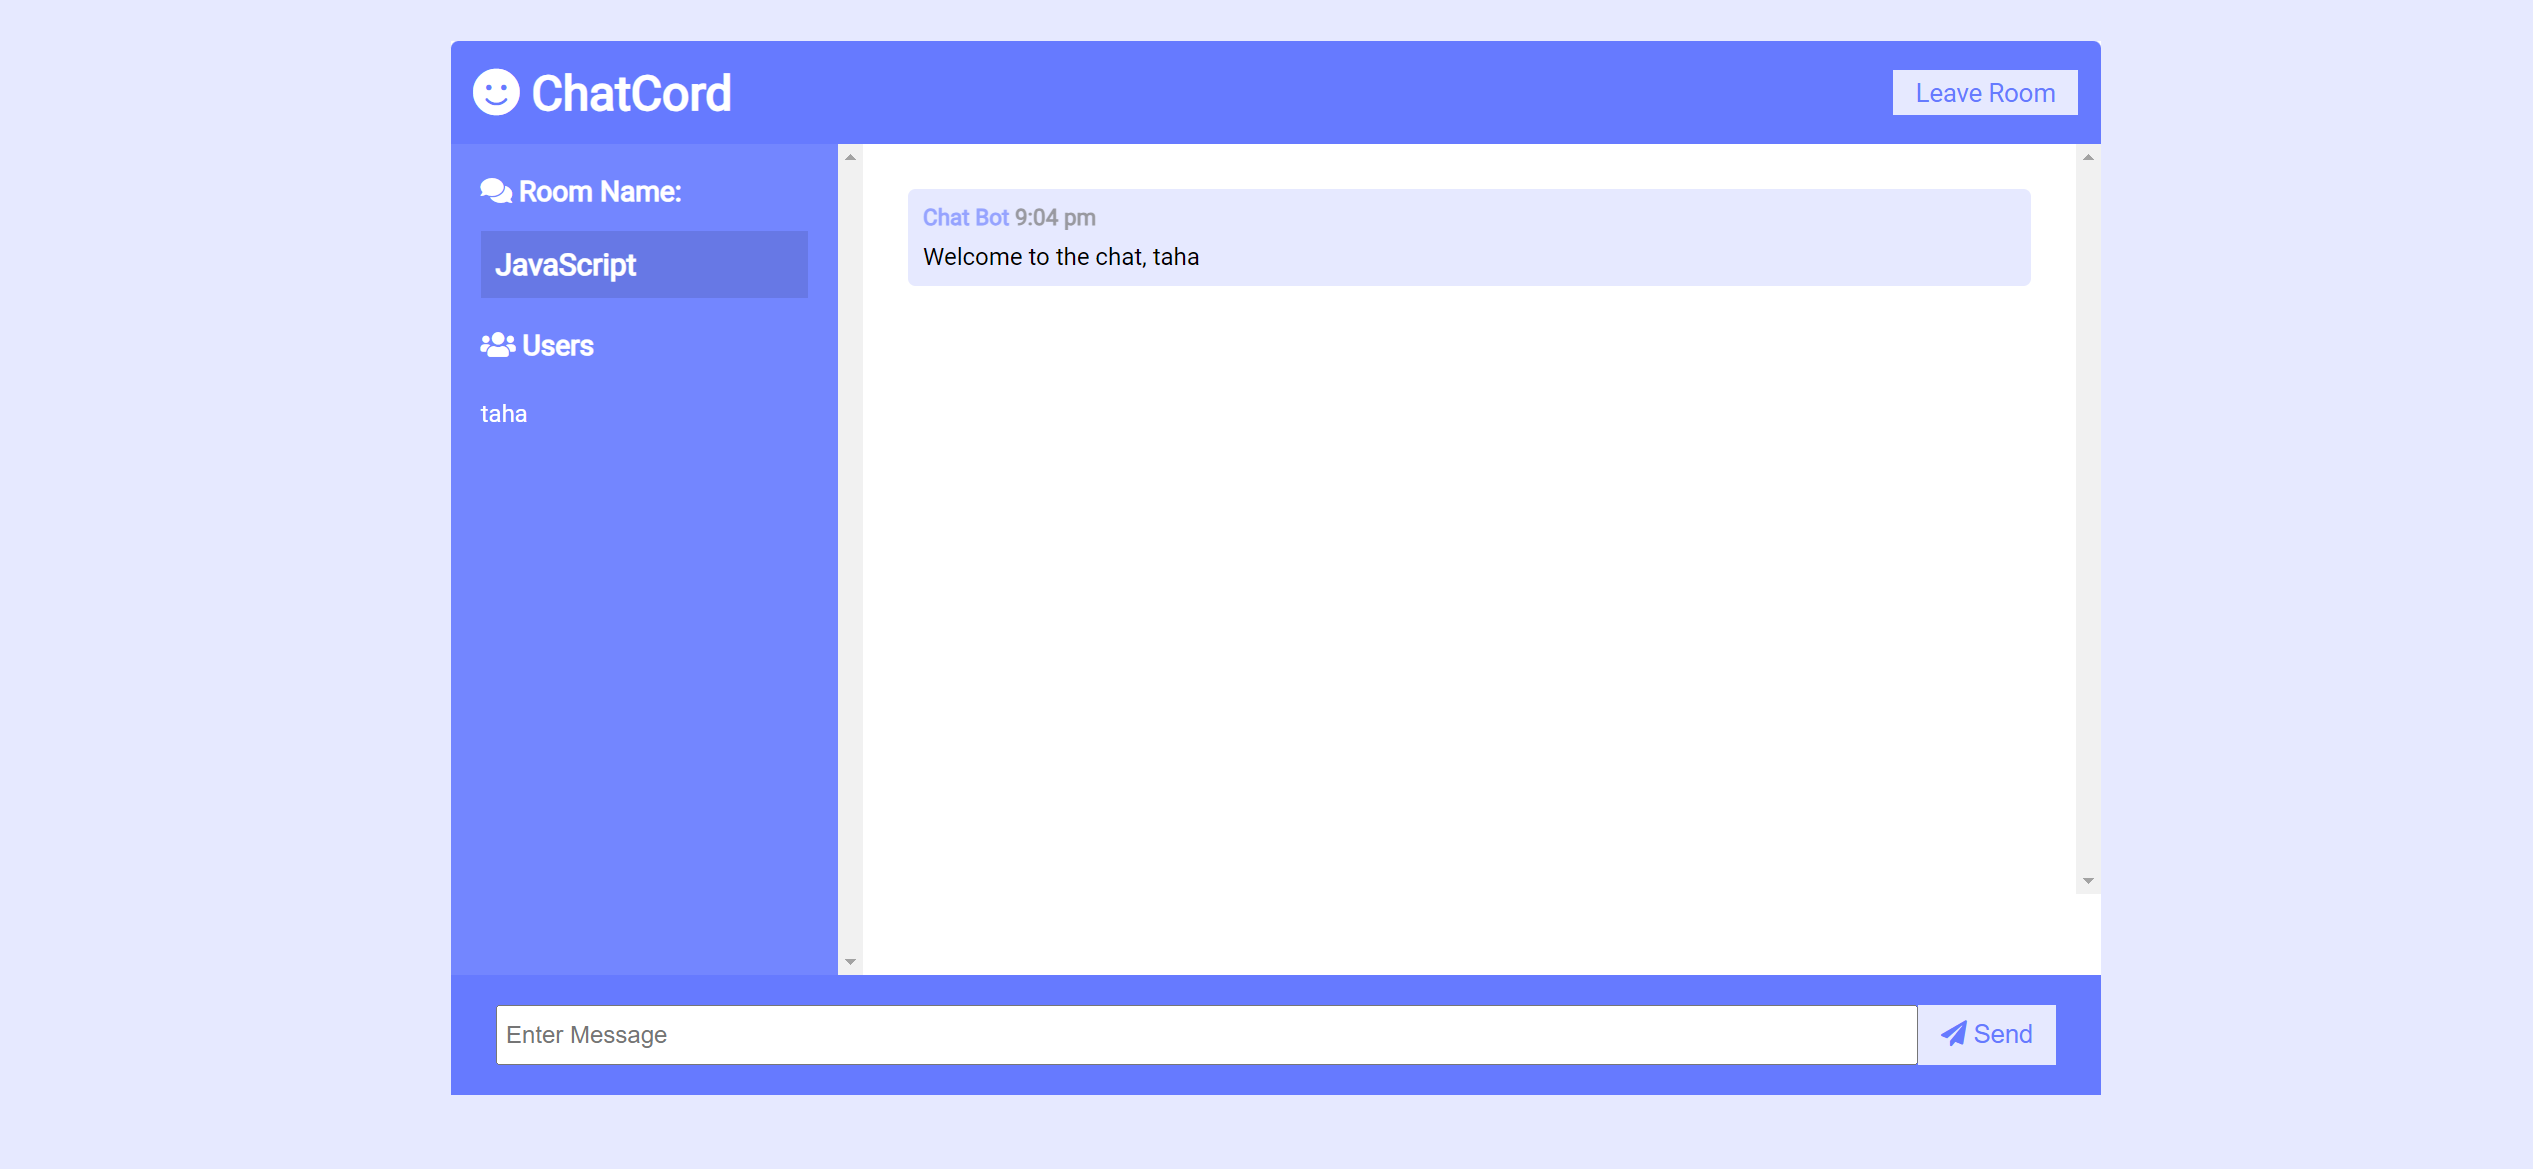 ChatCord
Leave Room
Room Name:
JavaScript
Users
taha
Chat Bot 9:04 pm
Welcome to the chat, taha
Enter Message
Send